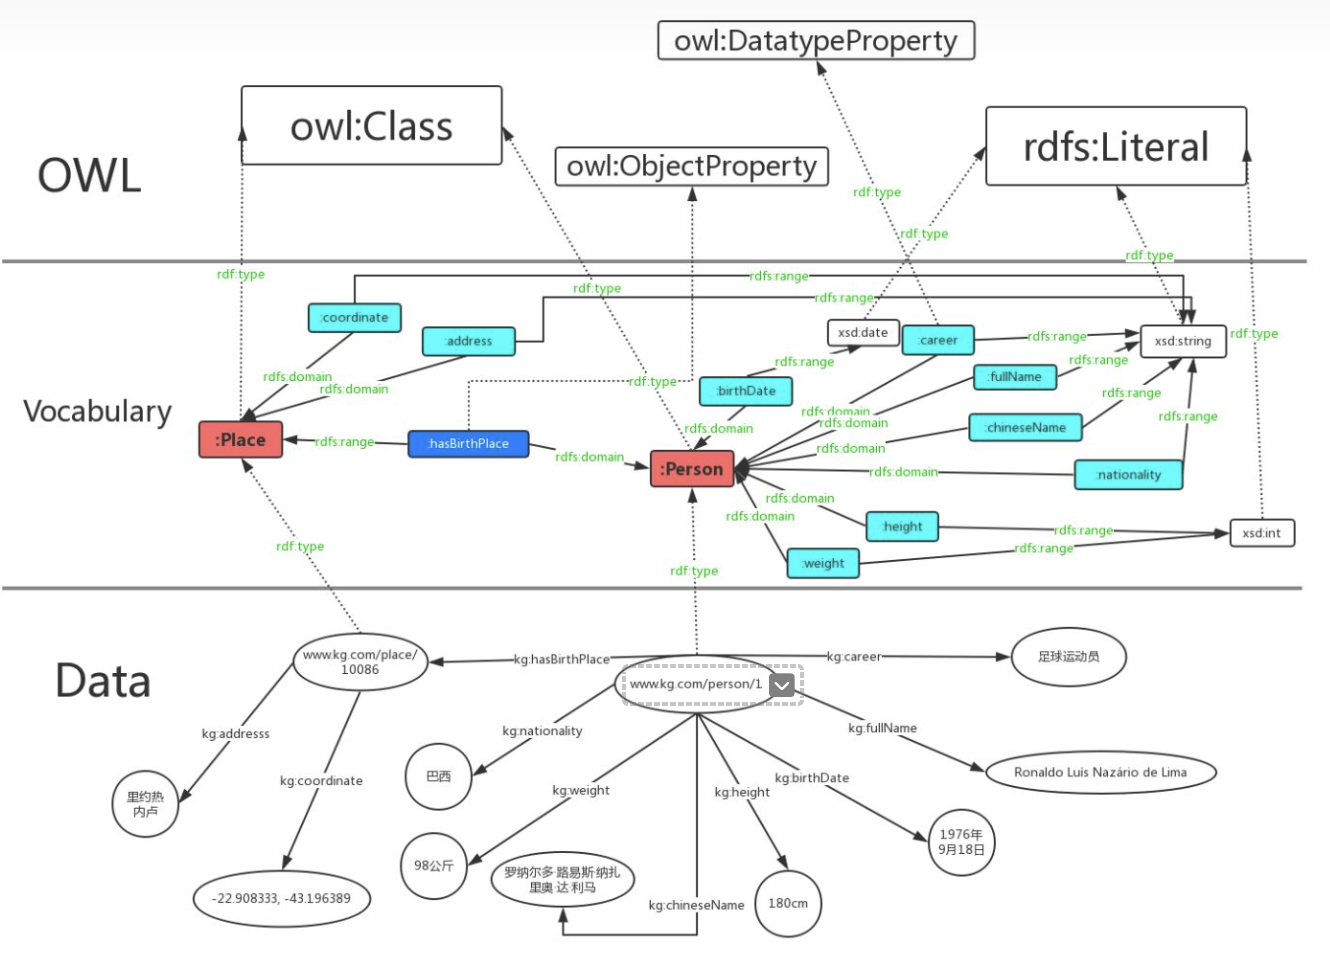 owl:DatatypeProperty
owl:Class
rdfs:Literal
owl:ObjectProperty
OWL
rdf:type
rdf:type
rdf:type
rdf:type
rdfs:range
rdf:type
rdfs:range
:coordinate
:address
xsd:date
:career
rdfs:range
xsd:string
rdf:type
rdfs:range
rdfs:range
rdfs:domain
rdfs:domain
rdf:type
:birthDate
:fullName
rdfs:range
Vocabulary
rdfs:domain
rdfs:domain
rdfs:range
rdfs:domain
:chineseName
:Place
rdfs:range
:hasBirthPlace
rdfs:domain
rdfs:domain
:Person
rdfs:domain
:nationality
rdfs:domain
rdfs:domain
:height
rdfs:range
xsd:int
rdf:type
rdfs:range
:weight
rdf:type
Data
www.kg.com/place/
10086
kg:hasBirthPlace
kg:career
足球运动员
www.kg.com/person/1
kg:addresss
kg:nationality
kg:fullName
kg:coordinate
巴西
kg:weight
kg:birthDate
kg:height
Ronaldo Luís Nazário de Lima
里约热
内卢
1976年
9月18日
98公斤
罗纳尔多·路易斯·纳扎
里奥·达·利马
-22.908333, -43.196389
kg:chineseName
180cm